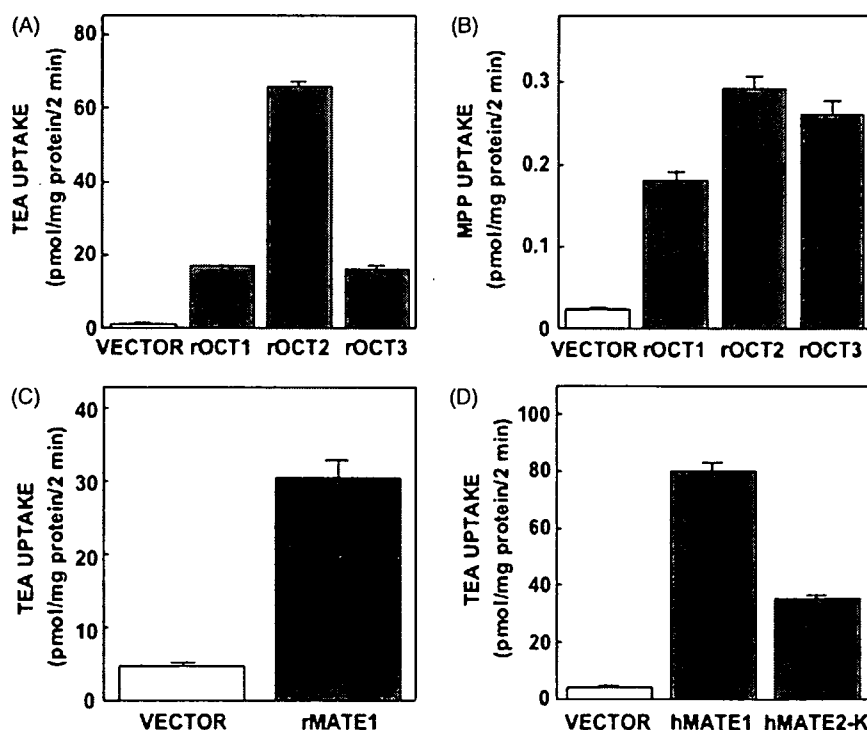 (A)
TEA UPTAKE
(pmol/mg protein/2 min)
80
60
40
20
0
VECTOR rOCT1 rOCT2 rOCT3
(B)
MPP UPTAKE
(pmol/mg protein/2 min)
0.3
0.2
0.1
0
VECTOR rOCT1 rOCT2 rOCT3
(C)
TEA UPTAKE
(pmol/mg protein/2 min)
40
30
20
10
0
VECTOR rMATE1
(D)
TEA UPTAKE
(pmol/mg protein/2 min)
100
80
60
40
20
0
VECTOR hMATE1 hMATE2-K